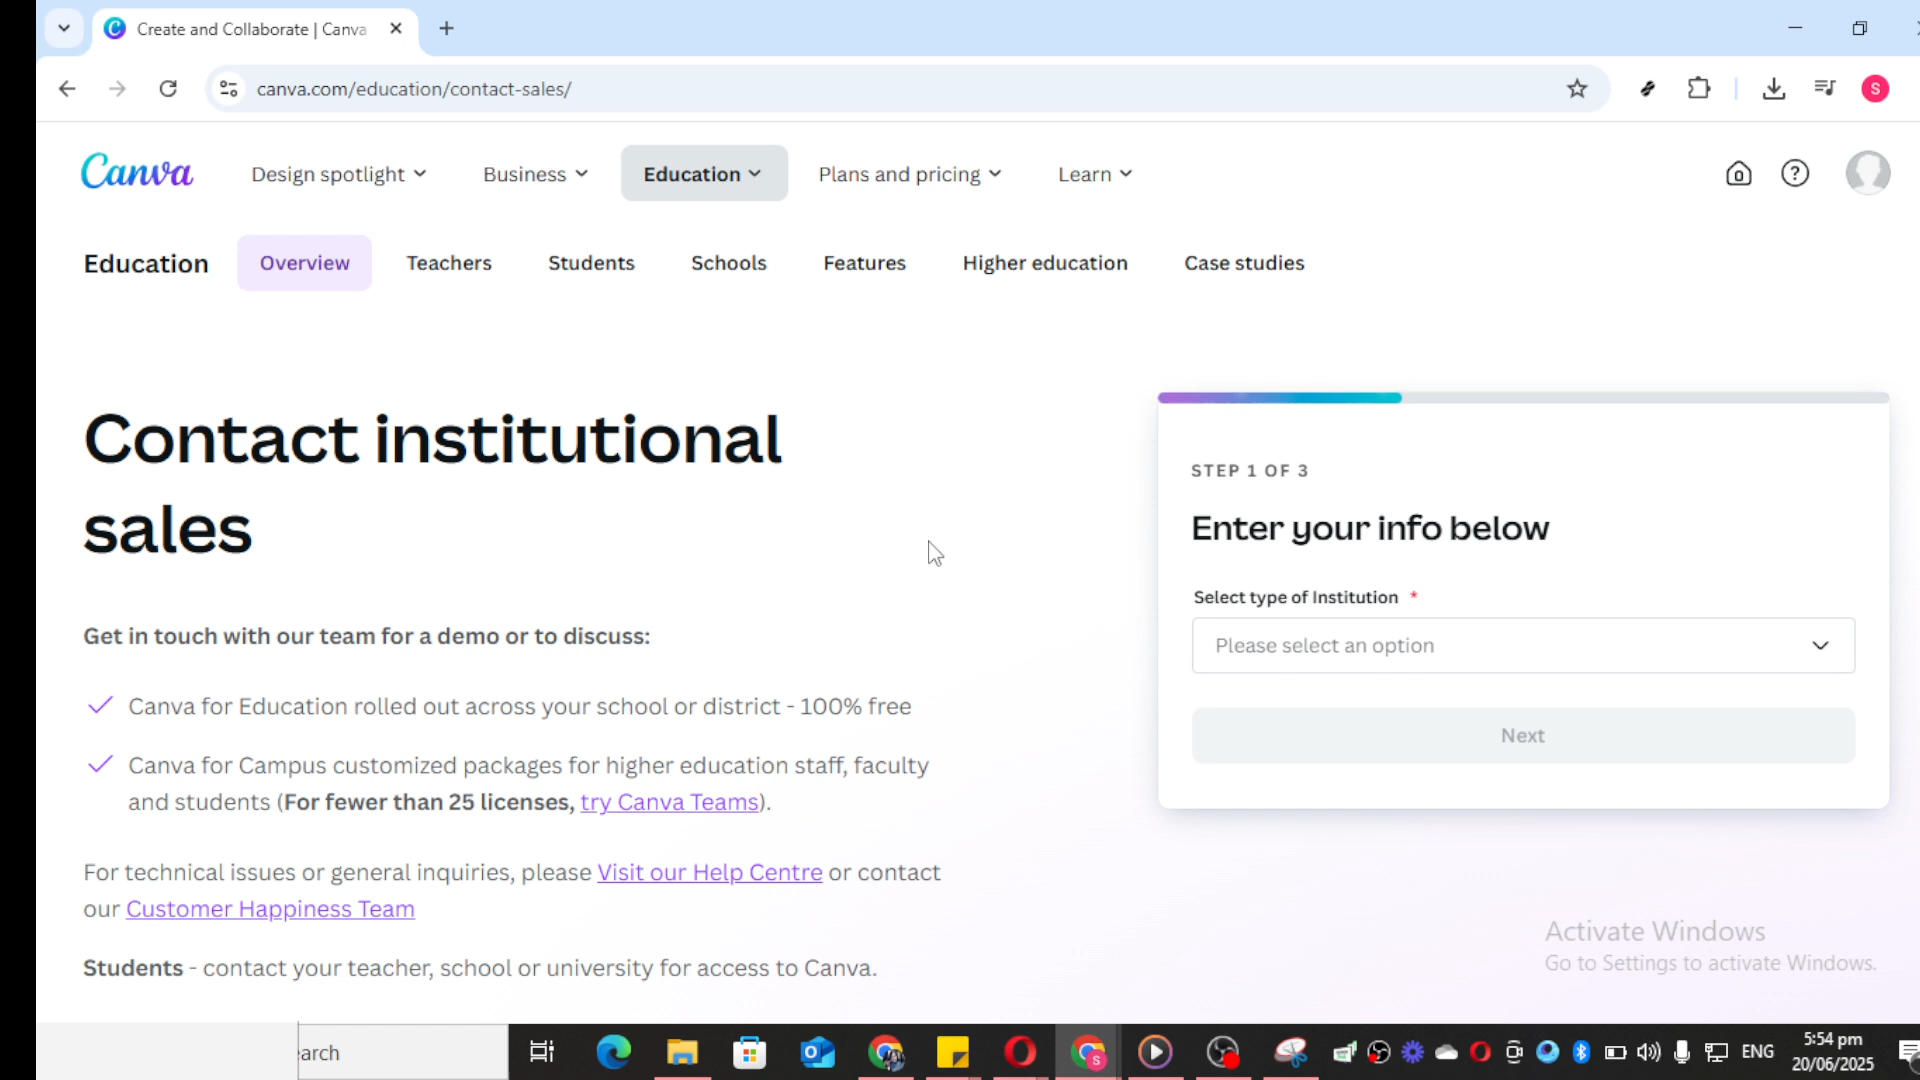 Create and Collaborate | Canva
canva.com/education/contact-sales/
S
Canva
Design spotlight
Business
Education
Plans and pricing
Learn
Education
Overview
Teachers
Students
Schools
Features
Higher education
Case studies
Contact institutional
sales
Get in touch with our team for a demo or to discuss:
Canva for Education rolled out across your school or district - 100% free
Canva for Campus customized packages for higher education staff, faculty
and students (For fewer than 25 licenses, try Canva Teams).
For technical issues or general inquiries, please Visit our Help Centre or contact
our Customer Happiness Team
Students - contact your teacher, school or university for access to Canva.
STEP 1 OF 3
Enter your info below
Select type of Institution *
Please select an option
Next
Activate Windows
Go to Settings to activate Windows.
arch
ENG
5:54 pm
20/06/2025